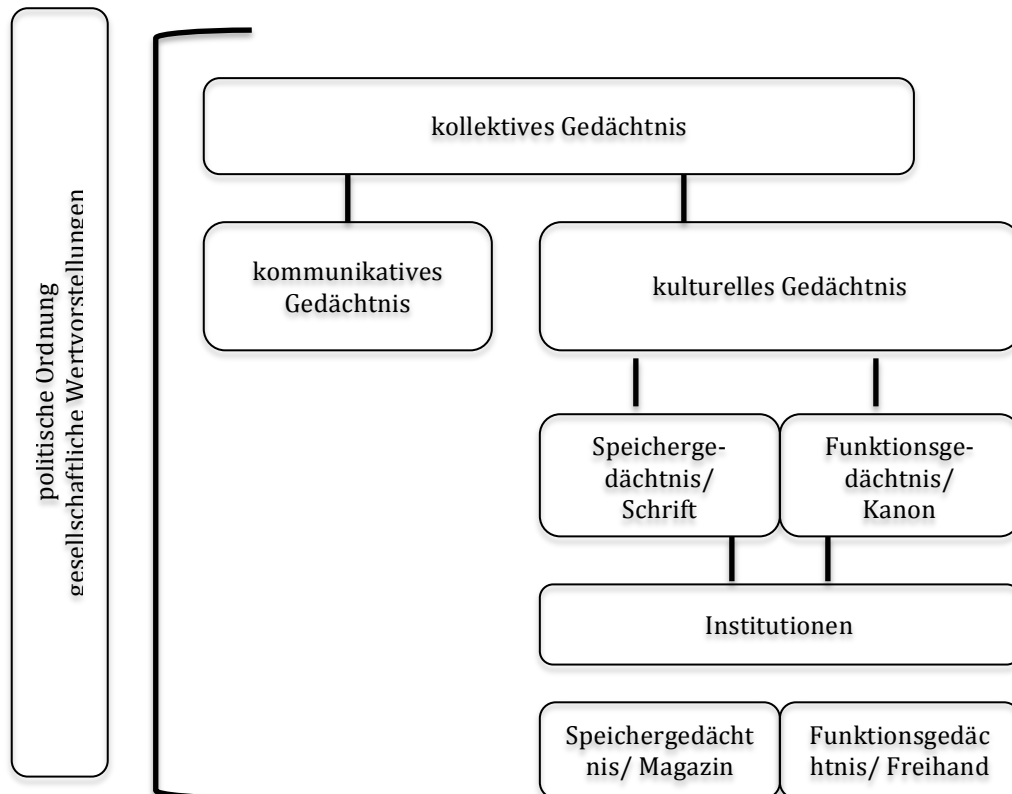 politische Ordnung
gesellschaftliche Wertvorstellungen
kollektives Gedächtnis
kommunikatives
Gedächtnis
kulturelles Gedächtnis
Speicherge-
dächtnis/
Schrift
Funktionsge-
dächtnis/
Kanon
Institutionen
Speichergedächt
nis/ Magazin
Funktionsgedäc
htnis/ Freihand